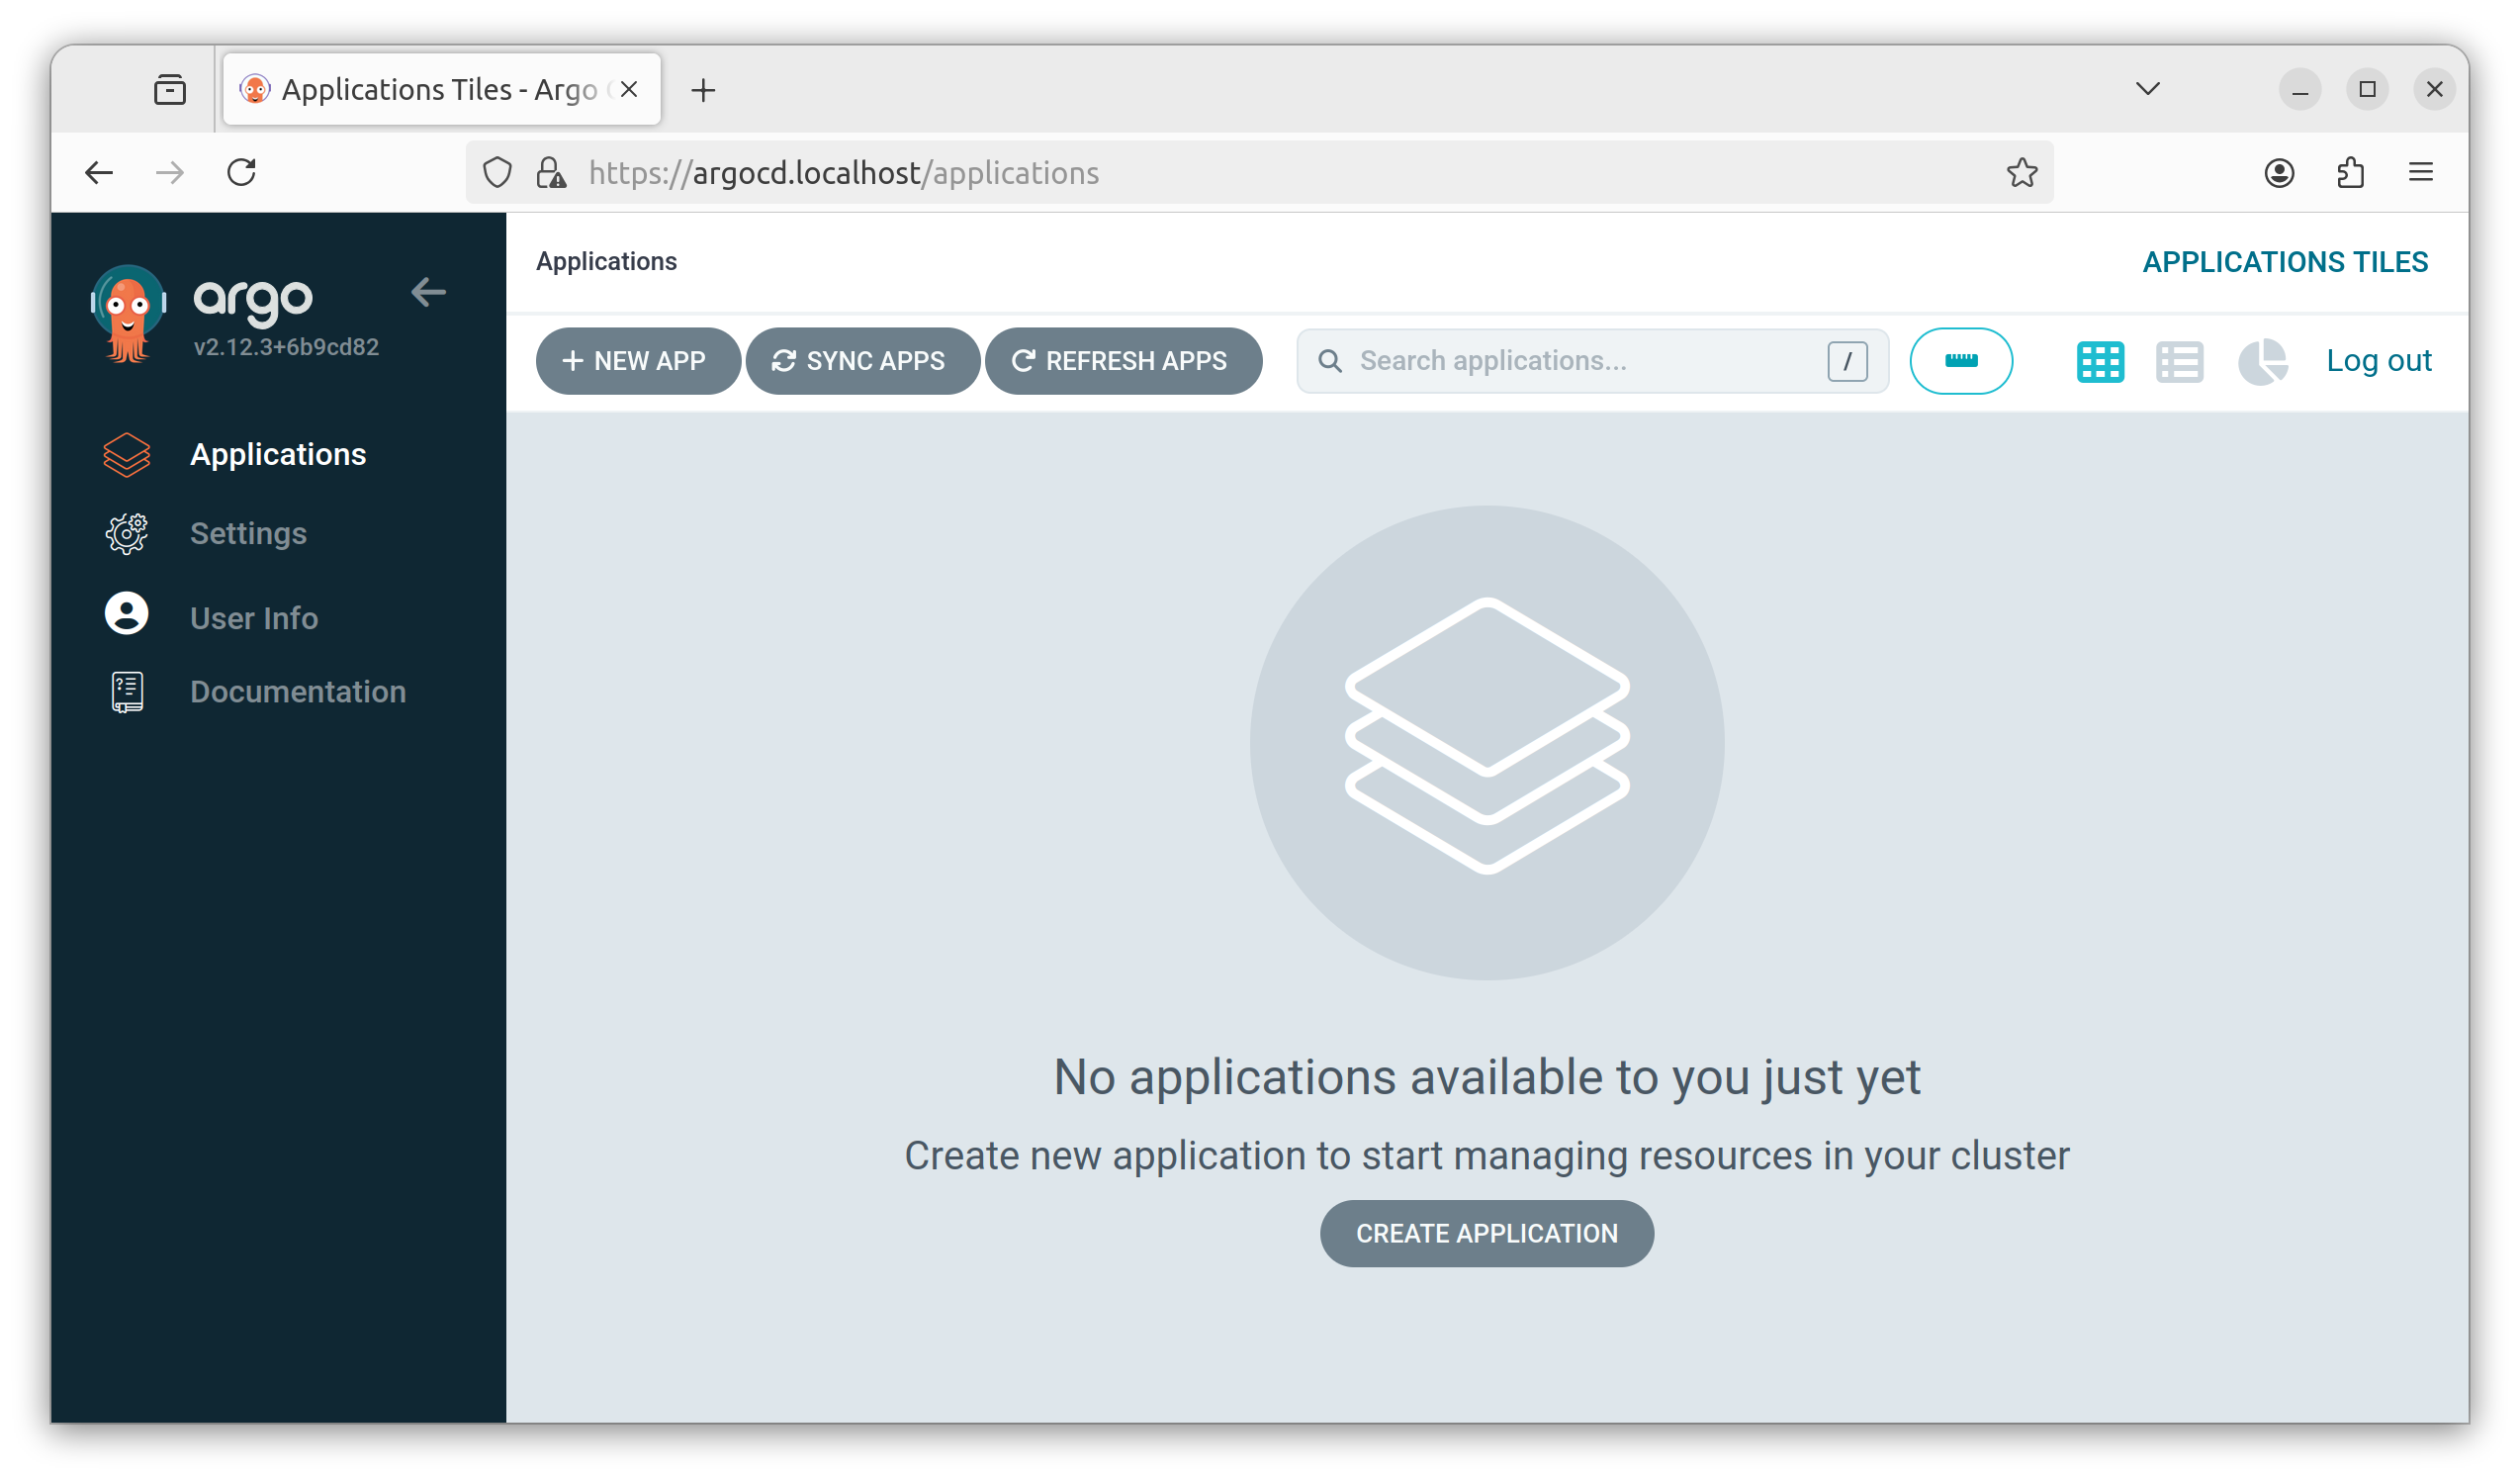 Applications Tiles - Argo
https://argocd.localhost/applications
argo
v2.12.3+6b9cd82
Applications
Settings
User Info
Documentation
Applications
APPLICATIONS TILES
NEW APP
SYNC APPS
REFRESH APPS
Search applications...
/
Log out
No applications available to you just yet
Create new application to start managing resources in your cluster
CREATE APPLICATION